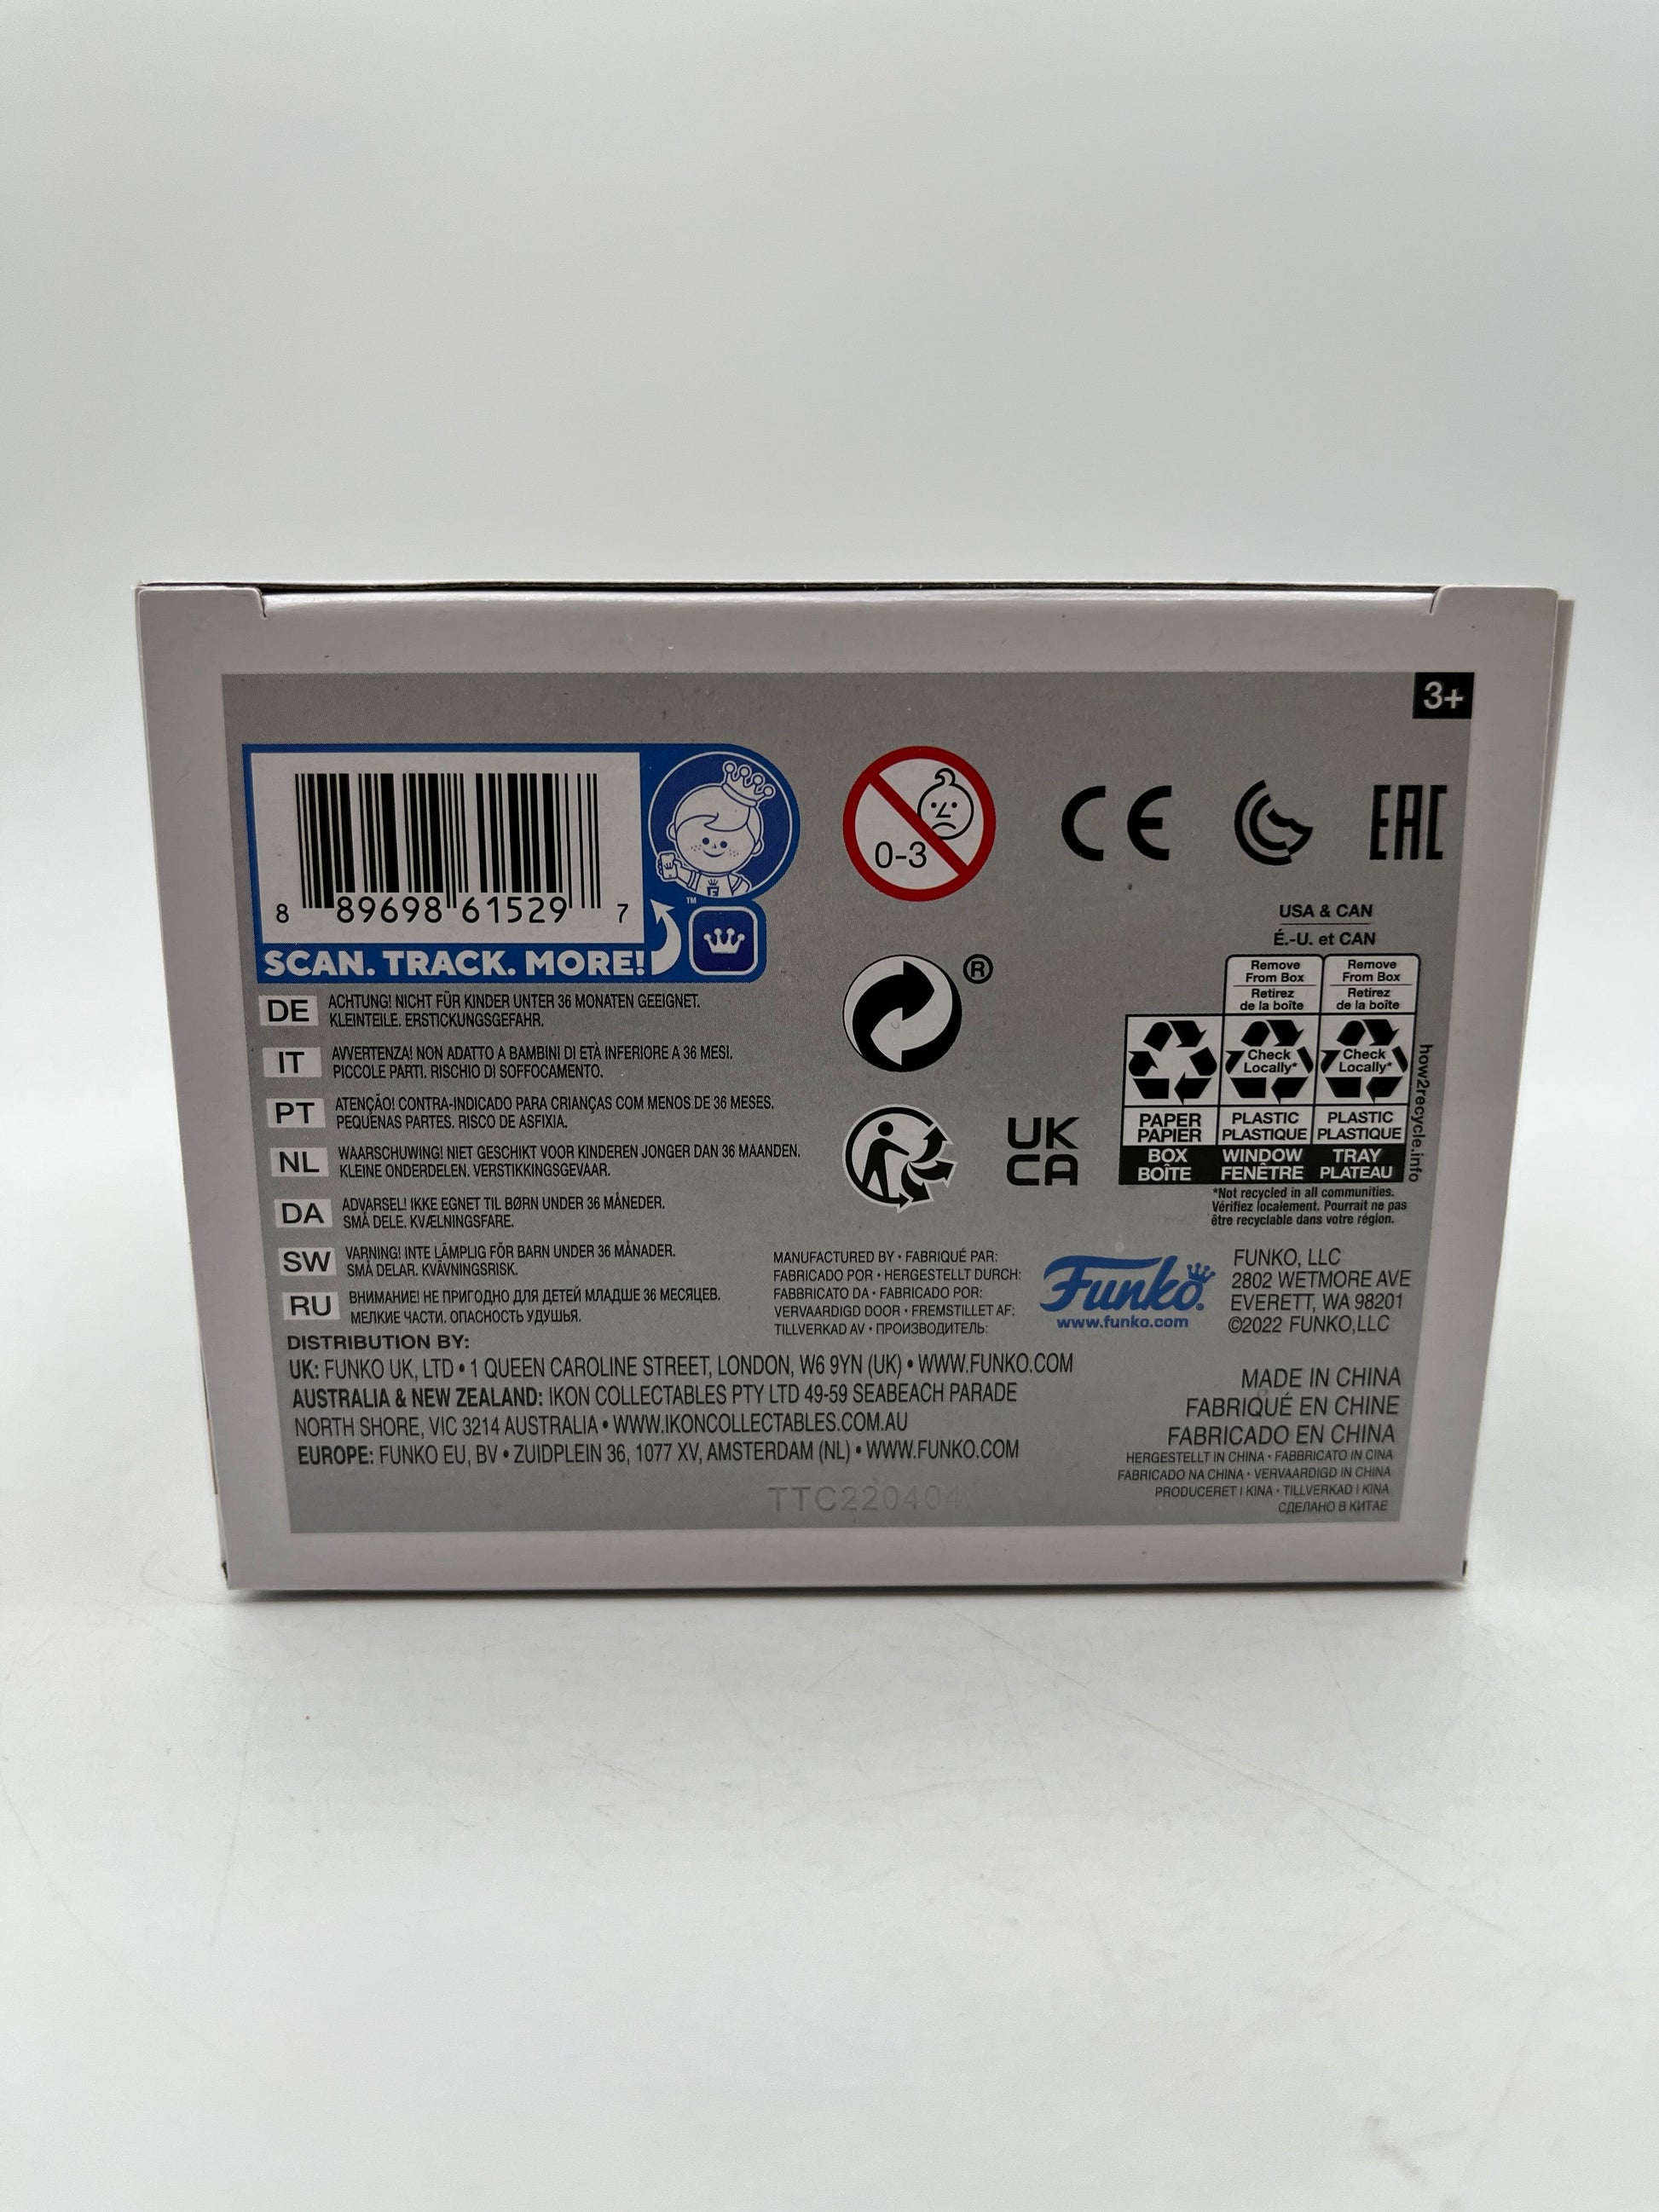 3+
8 89698 61529 7
™
SCAN. TRACK. MORE!
0-3
CE
EAC
DE ACHTUNG! NICHT FÜR KINDER UNTER 36 MONATEN GEEIGNET.
KLEINTEILE. ERSTICKUNGSGEFAHR.
IT AVVERTENZA! NON ADATTO A BAMBINI DI ETÀ INFERIORE A 36 MESI.
PICCOLE PARTI. RISCHIO DI SOFFOCAMENTO.
PT ATENÇÃO! CONTRA-INDICADO PARA CRIANÇAS COM MENOS DE 36 MESES.
PEQUENAS PARTES. RISCO DE ASFIXIA.
NL WAARSCHUWING! NIET GESCHIKT VOOR KINDEREN JONGER DAN 36 MAANDEN.
KLEINE ONDERDELEN. VERSTIKKINGSGEVAAR.
DA ADVARSEL! IKKE EGNET TIL BØRN UNDER 36 MÅNEDER.
SMÅ DELE. KVÆLNINGSFARE.
SW VARNING! INTE LÄMPLIG FÖR BARN UNDER 36 MÅNADER.
SMÅ DELAR. KVÄVNINGSRISK.
RU ВНИМАНИЕ! НЕ ПРИГОДНО ДЛЯ ДЕТЕЙ МЛАДШЕ 36 МЕСЯЦЕВ.
МЕЛКИЕ ЧАСТИ. ОПАСНОСТЬ УДУШЬЯ.
®
UK
CA
USA & CAN
É.-U. et CAN
Remove
From Box
Retirez
de la boîte
Remove
From Box
Retirez
de la boîte
Check
Locally*
Check
Locally*
PAPER
PAPIER
BOX
BOÎTE
PLASTIC
PLASTIQUE
WINDOW
FENÊTRE
PLASTIC
PLASTIQUE
TRAY
PLATEAU
how2recycle.info
*Not recycled in all communities.
Vérifiez localement. Pourrait ne pas
être recyclable dans votre région.
MANUFACTURED BY • FABRIQUÉ PAR:
FABRICADO POR • HERGESTELLT DURCH:
FABBRICATO DA • FABRICADO POR:
VERVAARDIGD DOOR • FREMSTILLET AF:
TILLVERKAD AV • ПРОИЗВОДИТЕЛЬ:
Funko
www.funko.com
FUNKO, LLC
2802 WETMORE AVE
EVERETT, WA 98201
©2022 FUNKO,LLC
DISTRIBUTION BY:
UK: FUNKO UK, LTD • 1 QUEEN CAROLINE STREET, LONDON, W6 9YN (UK) • WWW.FUNKO.COM
AUSTRALIA & NEW ZEALAND: IKON COLLECTABLES PTY LTD 49-59 SEABEACH PARADE
NORTH SHORE, VIC 3214 AUSTRALIA • WWW.IKONCOLLECTABLES.COM.AU
EUROPE: FUNKO EU, BV • ZUIDPLEIN 36, 1077 XV, AMSTERDAM (NL) • WWW.FUNKO.COM
MADE IN CHINA
FABRIQUÉ EN CHINE
FABRICADO EN CHINA
HERGESTELLT IN CHINA • FABBRICATO IN CINA
FABRICADO NA CHINA • VERVAARDIGD IN CHINA
PRODUCERET I KINA • TILLVERKAD I KINA
СДЕЛАНО В КИТАЕ
TTC220404